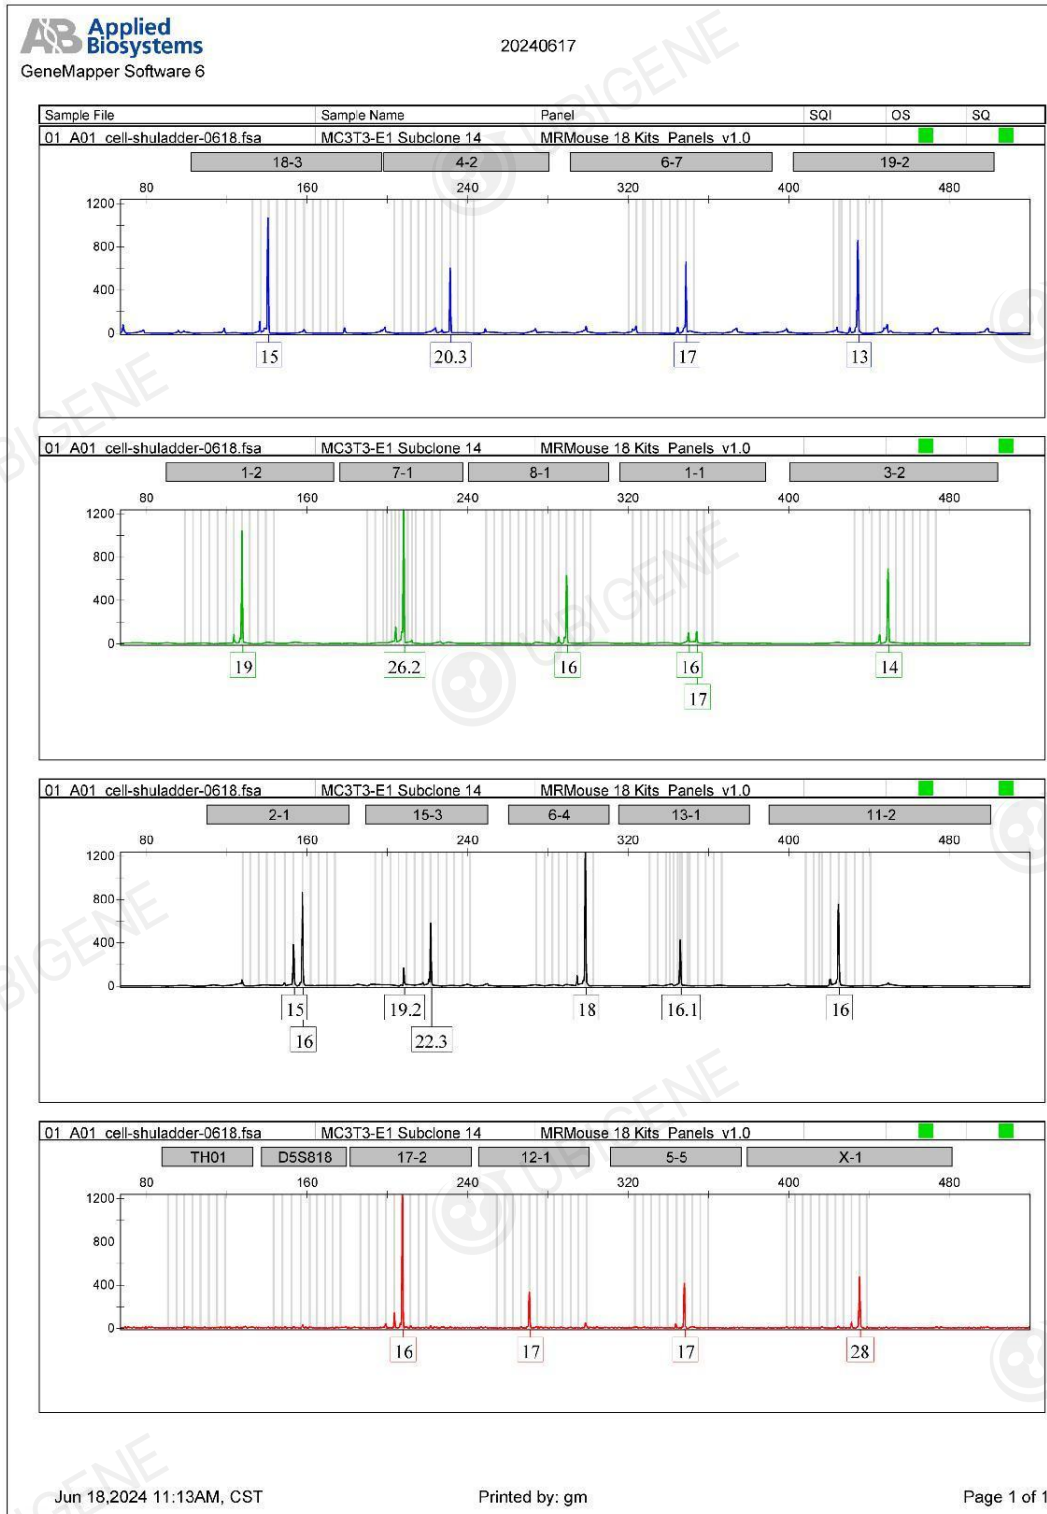 AB Applied Biosystems
GeneMapper Software 6
20240617
Sample File Sample Name Panel SQI OS SQ
01_A01_cell-shuladder-0618.fsa MC3T3-E1 Subclone 14 MRMouse 18 Kits_Panels_v1.0
18-3 4-2 6-7 19-2
80 160 240 320 400 480
1200
800
400
0
15 20.3 17 13
01_A01_cell-shuladder-0618.fsa MC3T3-E1 Subclone 14 MRMouse 18 Kits_Panels_v1.0
1-2 7-1 8-1 1-1 3-2
80 160 240 320 400 480
1200
800
400
0
19 26.2 16 16 14
17
01_A01_cell-shuladder-0618.fsa MC3T3-E1 Subclone 14 MRMouse 18 Kits_Panels_v1.0
2-1 15-3 6-4 13-1 11-2
80 160 240 320 400 480
1200
800
400
0
15 19.2 18 16.1 16
16 22.3
01_A01_cell-shuladder-0618.fsa MC3T3-E1 Subclone 14 MRMouse 18 Kits_Panels_v1.0
TH01 D5S818 17-2 12-1 5-5 X-1
80 160 240 320 400 480
1200
800
400
0
16 17 17 28
Jun 18,2024 11:13AM, CST Printed by: gm Page 1 of 1
UBIGENE
UBIGENE
UBIGENE
UBIGENE
UBIGENE